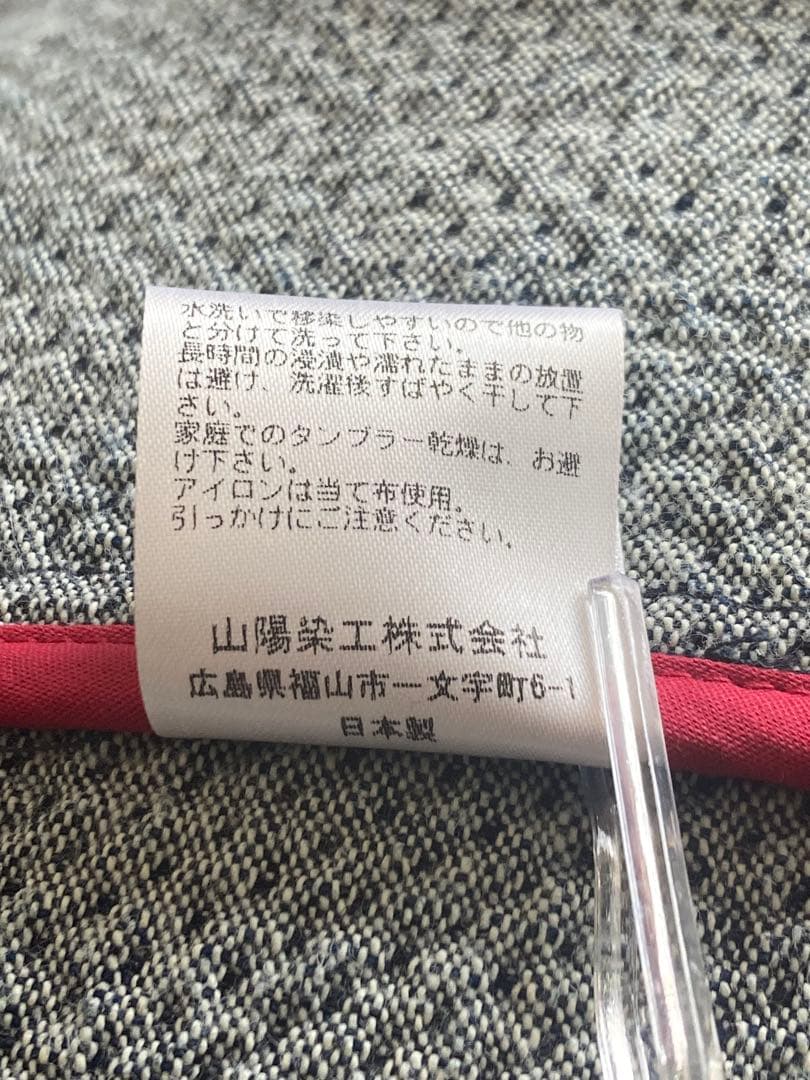 水洗いで移染しやすいので他の物
と分けて洗って下さい。
長時間の浸漬や濡れたままの放置
は避け、洗濯後すばやく干して下
さい。
家庭でのタンブラー乾燥は、お避
け下さい。
アイロンは当て布使用。
引っかけにご注意ください。
山陽染工株式会社
広島県福山市一文字町6-1
日本製